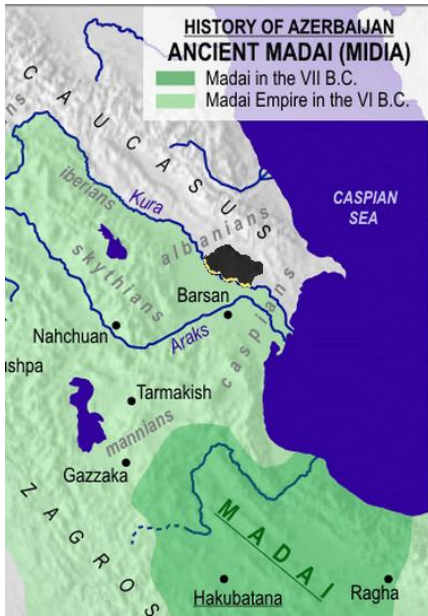 HISTORY OF AZERBAIJAN
ANCIENT MADAI (MIDIA)
Madai in the VII B.C.
Madai Empire in the VI B.C.
CAUCASUS
CASPIAN
SEA
iberians
Kura
albanians
skythians
caspians
Barsan
Nahchuan
Araks
ushpa
Tarmakish
mannians
Gazzaka
ZAGROS
MADAI
Hakubatana
Ragha